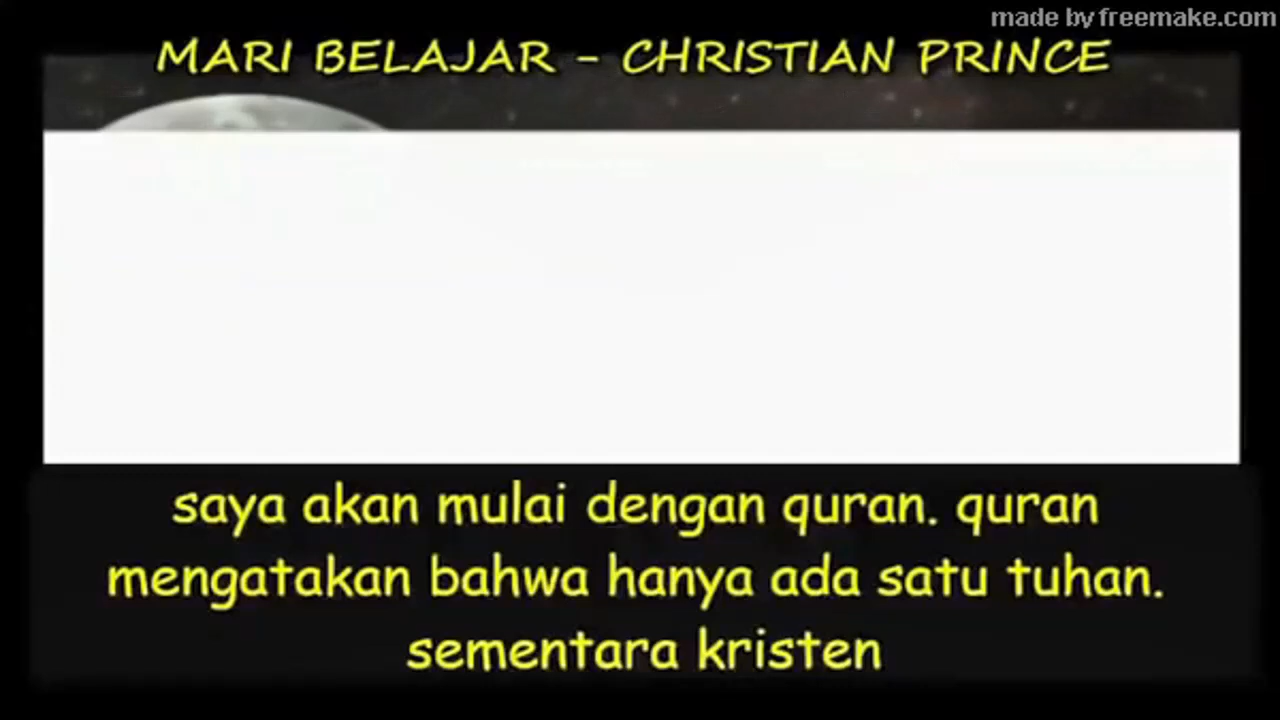 made by freemake.com
MARI BELAJAR - CHRISTIAN PRINCE
saya akan mulai dengan quran. quran
mengatakan bahwa hanya ada satu tuhan.
sementara kristen